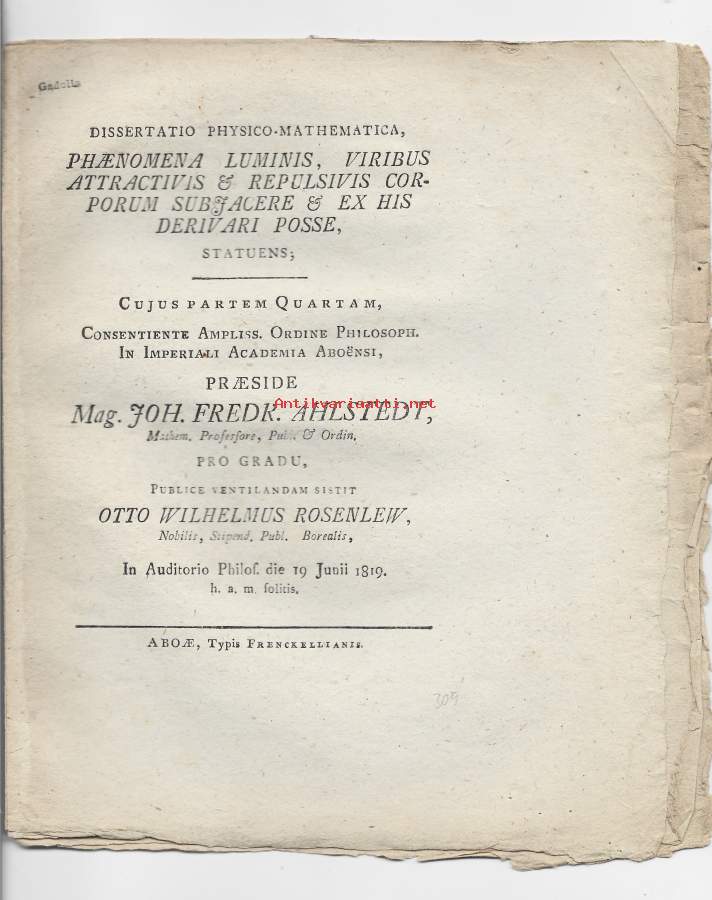 Gadolin
DISSERTATIO PHYSICO-MATHEMATICA,
PHÆNOMENA LUMINIS, VIRIBUS
ATTRACTIVIS & REPULSIVIS COR-
PORUM SUBJACERE & EX HIS
DERIVARI POSSE,
STATUENS;
CUJUS PARTEM QUARTAM,
CONSENTIENTE AMPLISS. ORDINE PHILOSOPH.
IN IMPERIALI ACADEMIA ABOËNSI,
PRÆSIDE
Antikvariaatti.net
Mag. JOH. FREDR. AHLSTEDT,
Mathem. Professore, Publ. & Ordin.
PRO GRADU,
PUBLICE VENTILANDAM SISTIT
OTTO WILHELMUS ROSENLEW,
Nobilis, Stipend. Publ. Borealis,
In Auditorio Philos. die 19 Junii 1819.
h. a. m. solitis.
ABOÆ, Typis FRENCKELLIANIS.
309